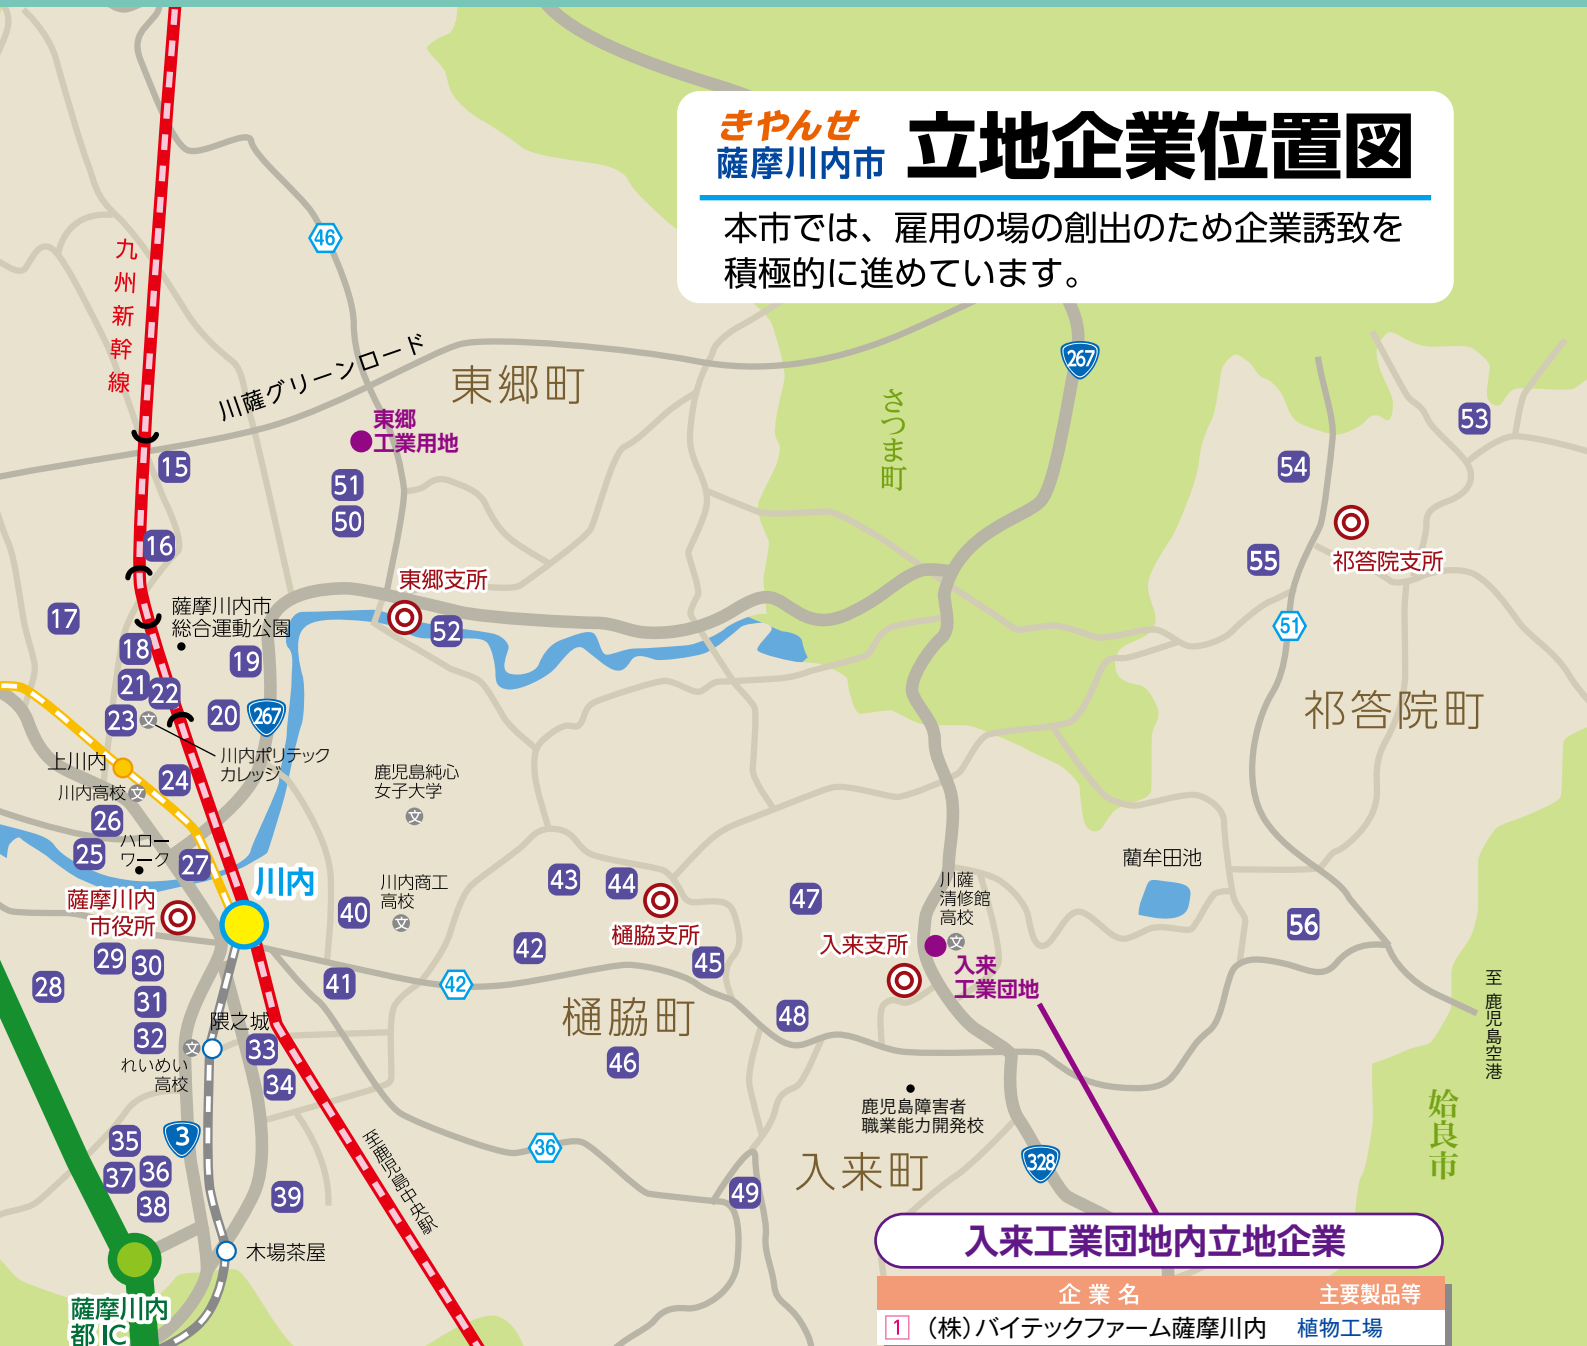 きやんせ
薩摩川内市
立地企業位置図
本市では、雇用の場の創出のため企業誘致を
積極的に進めています。
46
九州新幹線
川薩グリーンロード
東郷町
東郷
工業用地
267
さつま町
53
54
15
51
50
16
祁答院支所
55
東郷支所
17
薩摩川内市
総合運動公園
52
51
18
19
21
22
23
文
20
267
祁答院町
上川内
川内ポリテック
カレッジ
24
鹿児島純心
女子大学
文
川内高校
文
26
ハロー
ワーク
25
27
川内
藺牟田池
43
44
47
川薩
清修館
高校
文
川内商工
高校
文
40
薩摩川内
市役所
樋脇支所
56
42
入来支所
入来
工業団地
29
30
45
28
41
42
至 鹿児島空港
31
樋脇町
48
隈之城
32
33
46
文
れいめい
高校
34
鹿児島障害者
職業能力開発校
姶良市
35
3
至鹿児島中央駅
36
328
37
36
入来町
38
39
49
木場茶屋
薩摩川内
都IC
入来工業団地内立地企業
企業名
主要製品等
1
（株）バイテックファーム薩摩川内
植物工場